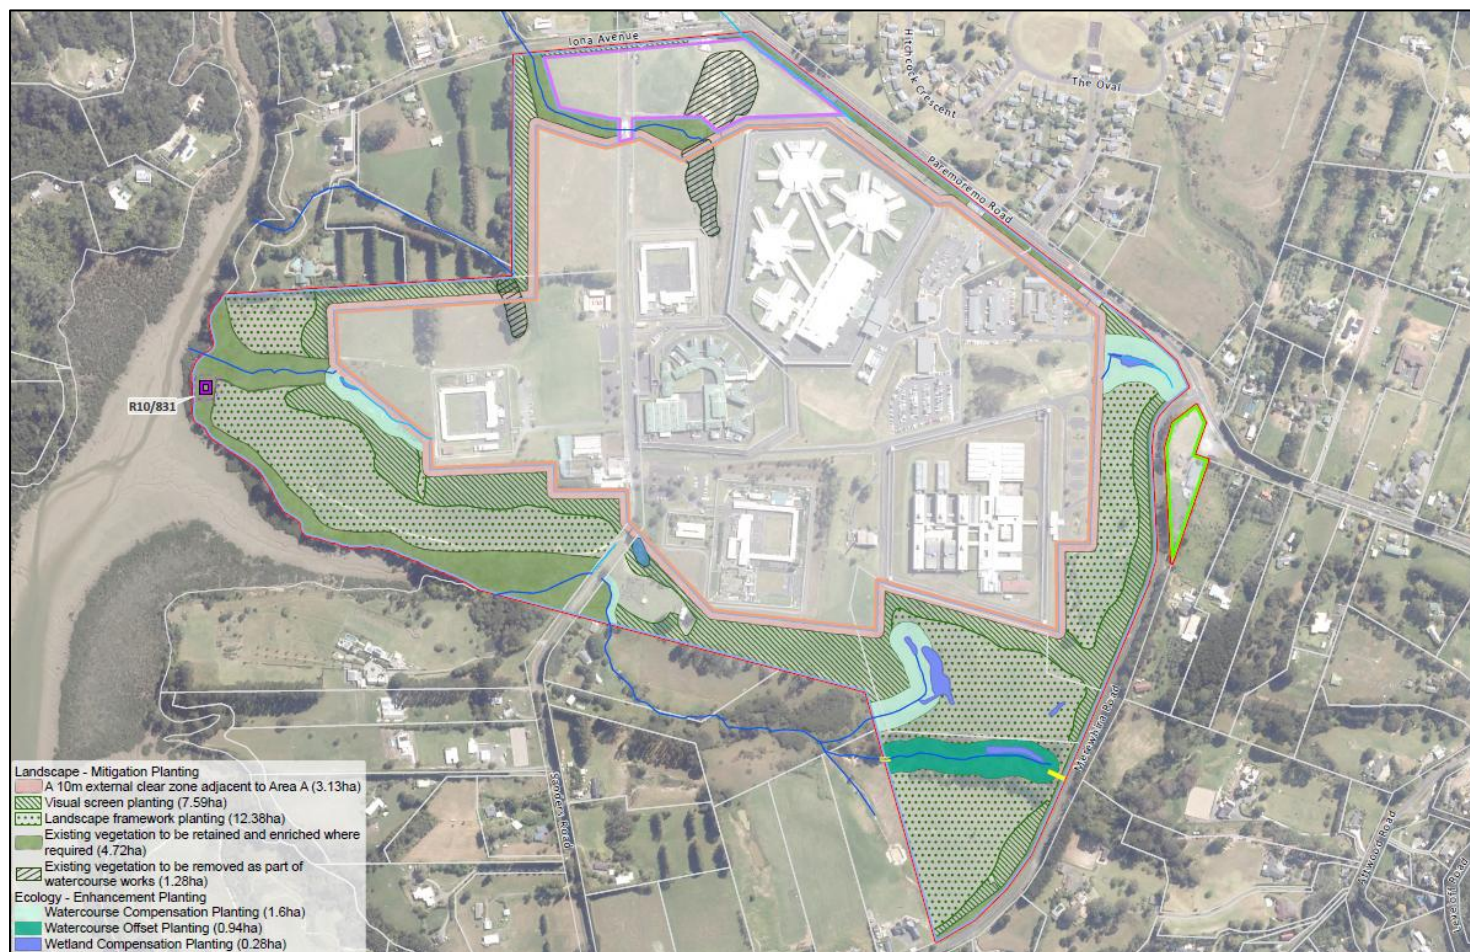 Iona Avenue
Hitchcock Crescent
The Oval
Paremoremo Road
R10/831
Merewhira Road
Sanders Road
Attwood Road
Landscape - Mitigation Planting
A 10m external clear zone adjacent to Area A (3.13ha)
Visual screen planting (7.59ha)
Landscape framework planting (12.38ha)
Existing vegetation to be retained and enriched where
required (4.72ha)
Existing vegetation to be removed as part of
watercourse works (1.28ha)
Ecology - Enhancement Planting
Watercourse Compensation Planting (1.6ha)
Watercourse Offset Planting (0.94ha)
Wetland Compensation Planting (0.28ha)